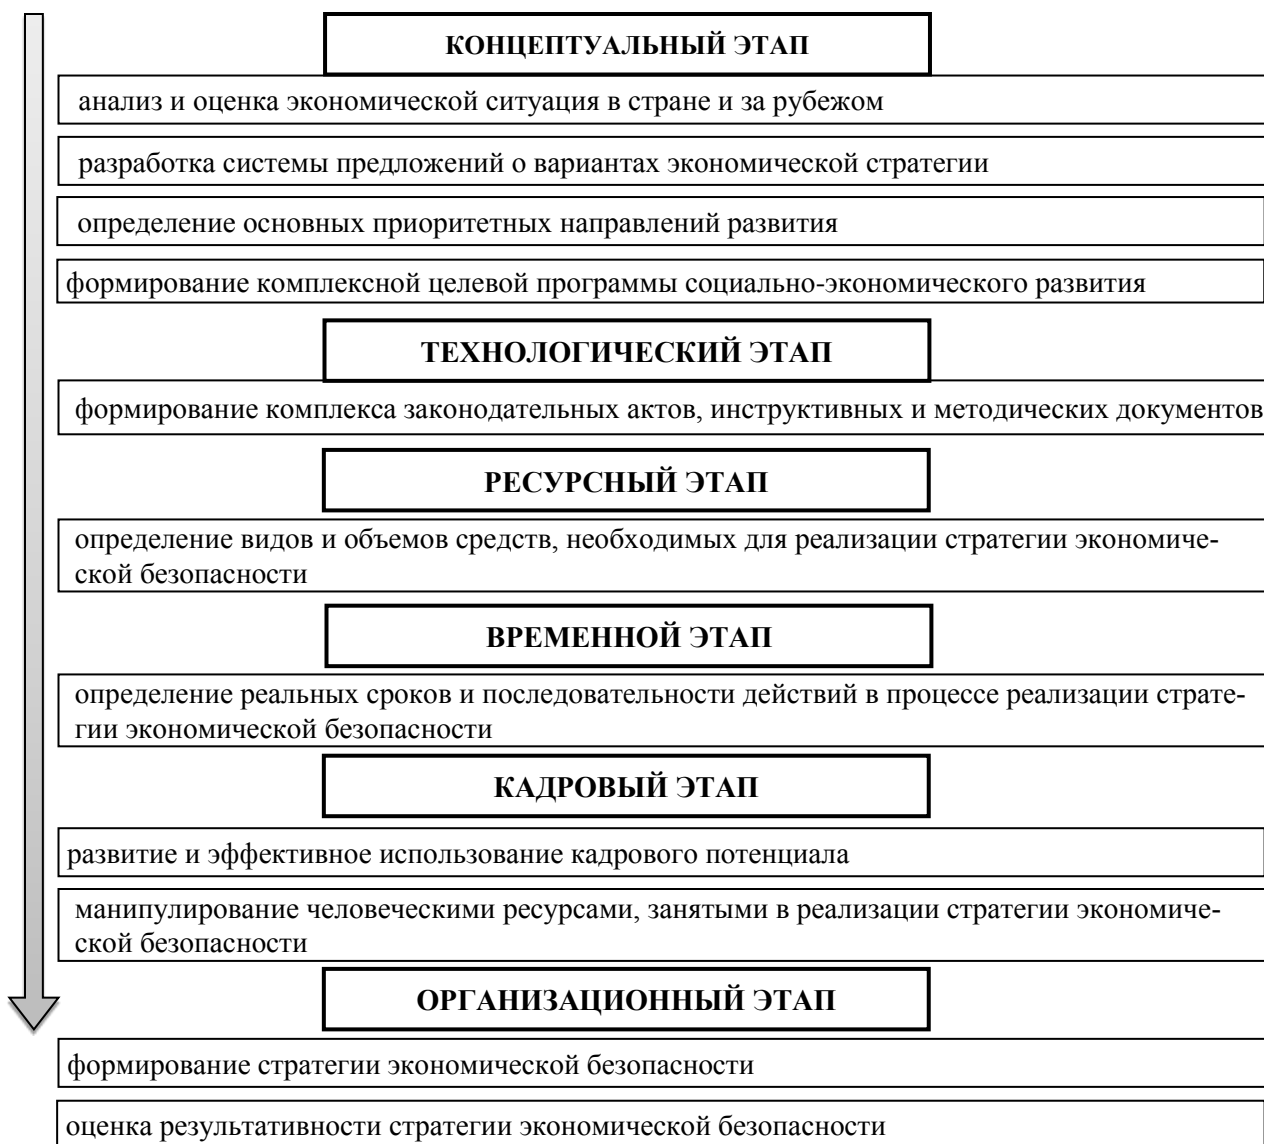 КОНЦЕПТУАЛЬНЫЙ ЭТАП
анализ и оценка экономической ситуация в стране и за рубежом
разработка системы предложений о вариантах экономической стратегии
определение основных приоритетных направлений развития
формирование комплексной целевой программы социально-экономического развития
ТЕХНОЛОГИЧЕСКИЙ ЭТАП
формирование комплекса законодательных актов, инструктивных и методических документов
РЕСУРСНЫЙ ЭТАП
определение видов и объемов средств, необходимых для реализации стратегии экономиче-
ской безопасности
ВРЕМЕННОЙ ЭТАП
определение реальных сроков и последовательности действий в процессе реализации страте-
гии экономической безопасности
КАДРОВЫЙ ЭТАП
развитие и эффективное использование кадрового потенциала
манипулирование человеческими ресурсами, занятыми в реализации стратегии экономиче-
ской безопасности
ОРГАНИЗАЦИОННЫЙ ЭТАП
формирование стратегии экономической безопасности
оценка результативности стратегии экономической безопасности